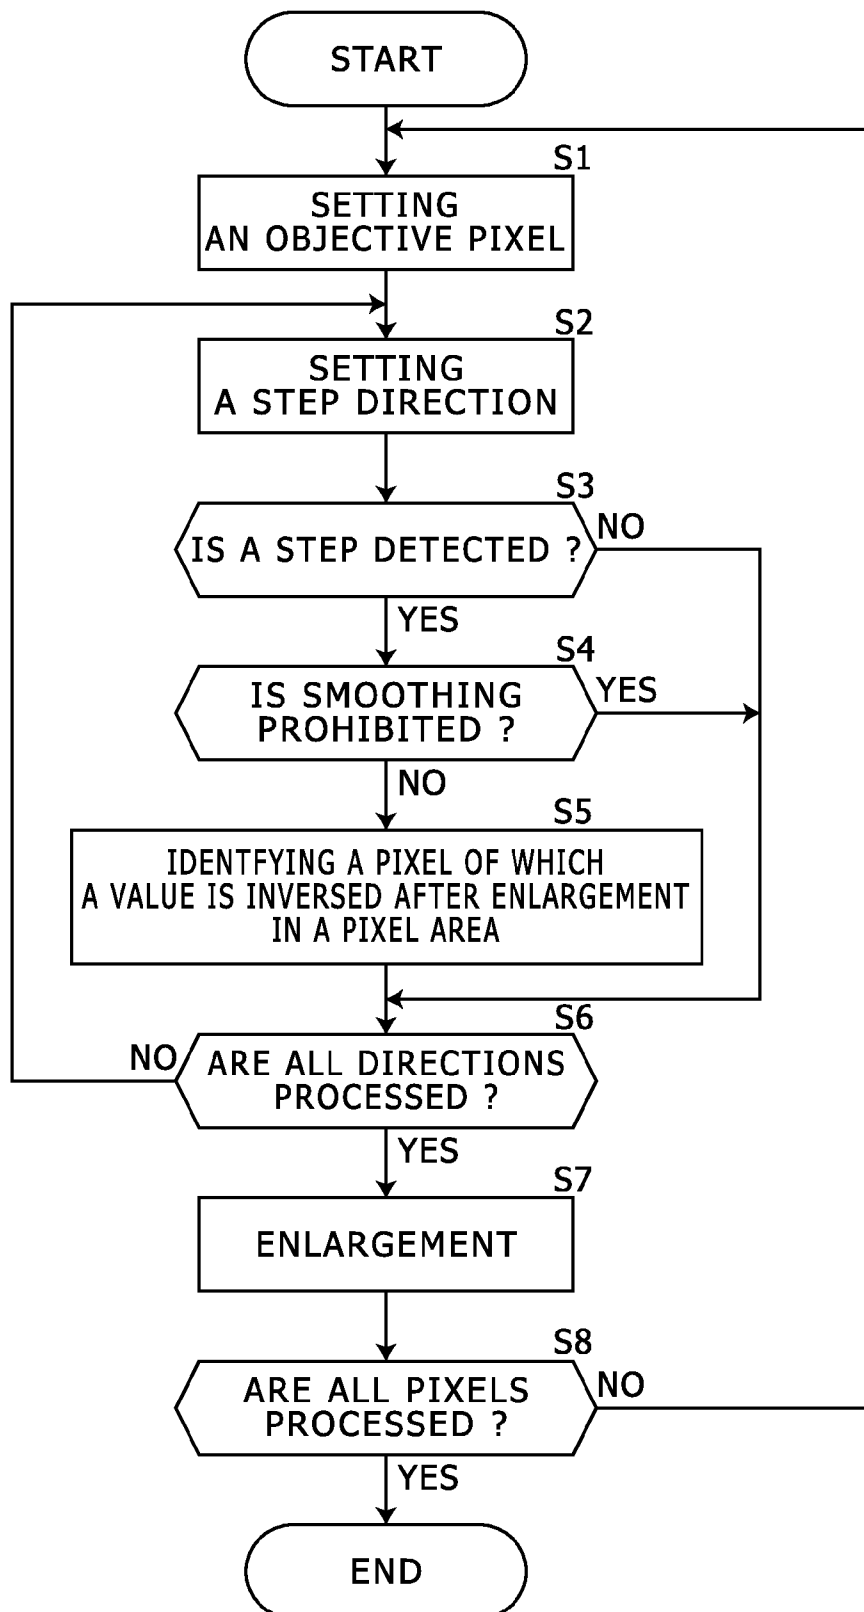 START
S1
SETTING
AN OBJECTIVE PIXEL
S2
SETTING
A STEP DIRECTION
S3
IS A STEP DETECTED ?
NO
YES
S4
IS SMOOTHING
PROHIBITED ?
YES
NO
S5
IDENTFYING A PIXEL OF WHICH
A VALUE IS INVERSED AFTER ENLARGEMENT
IN A PIXEL AREA
S6
NO
ARE ALL DIRECTIONS
PROCESSED ?
YES
S7
ENLARGEMENT
S8
ARE ALL PIXELS
PROCESSED ?
NO
YES
END